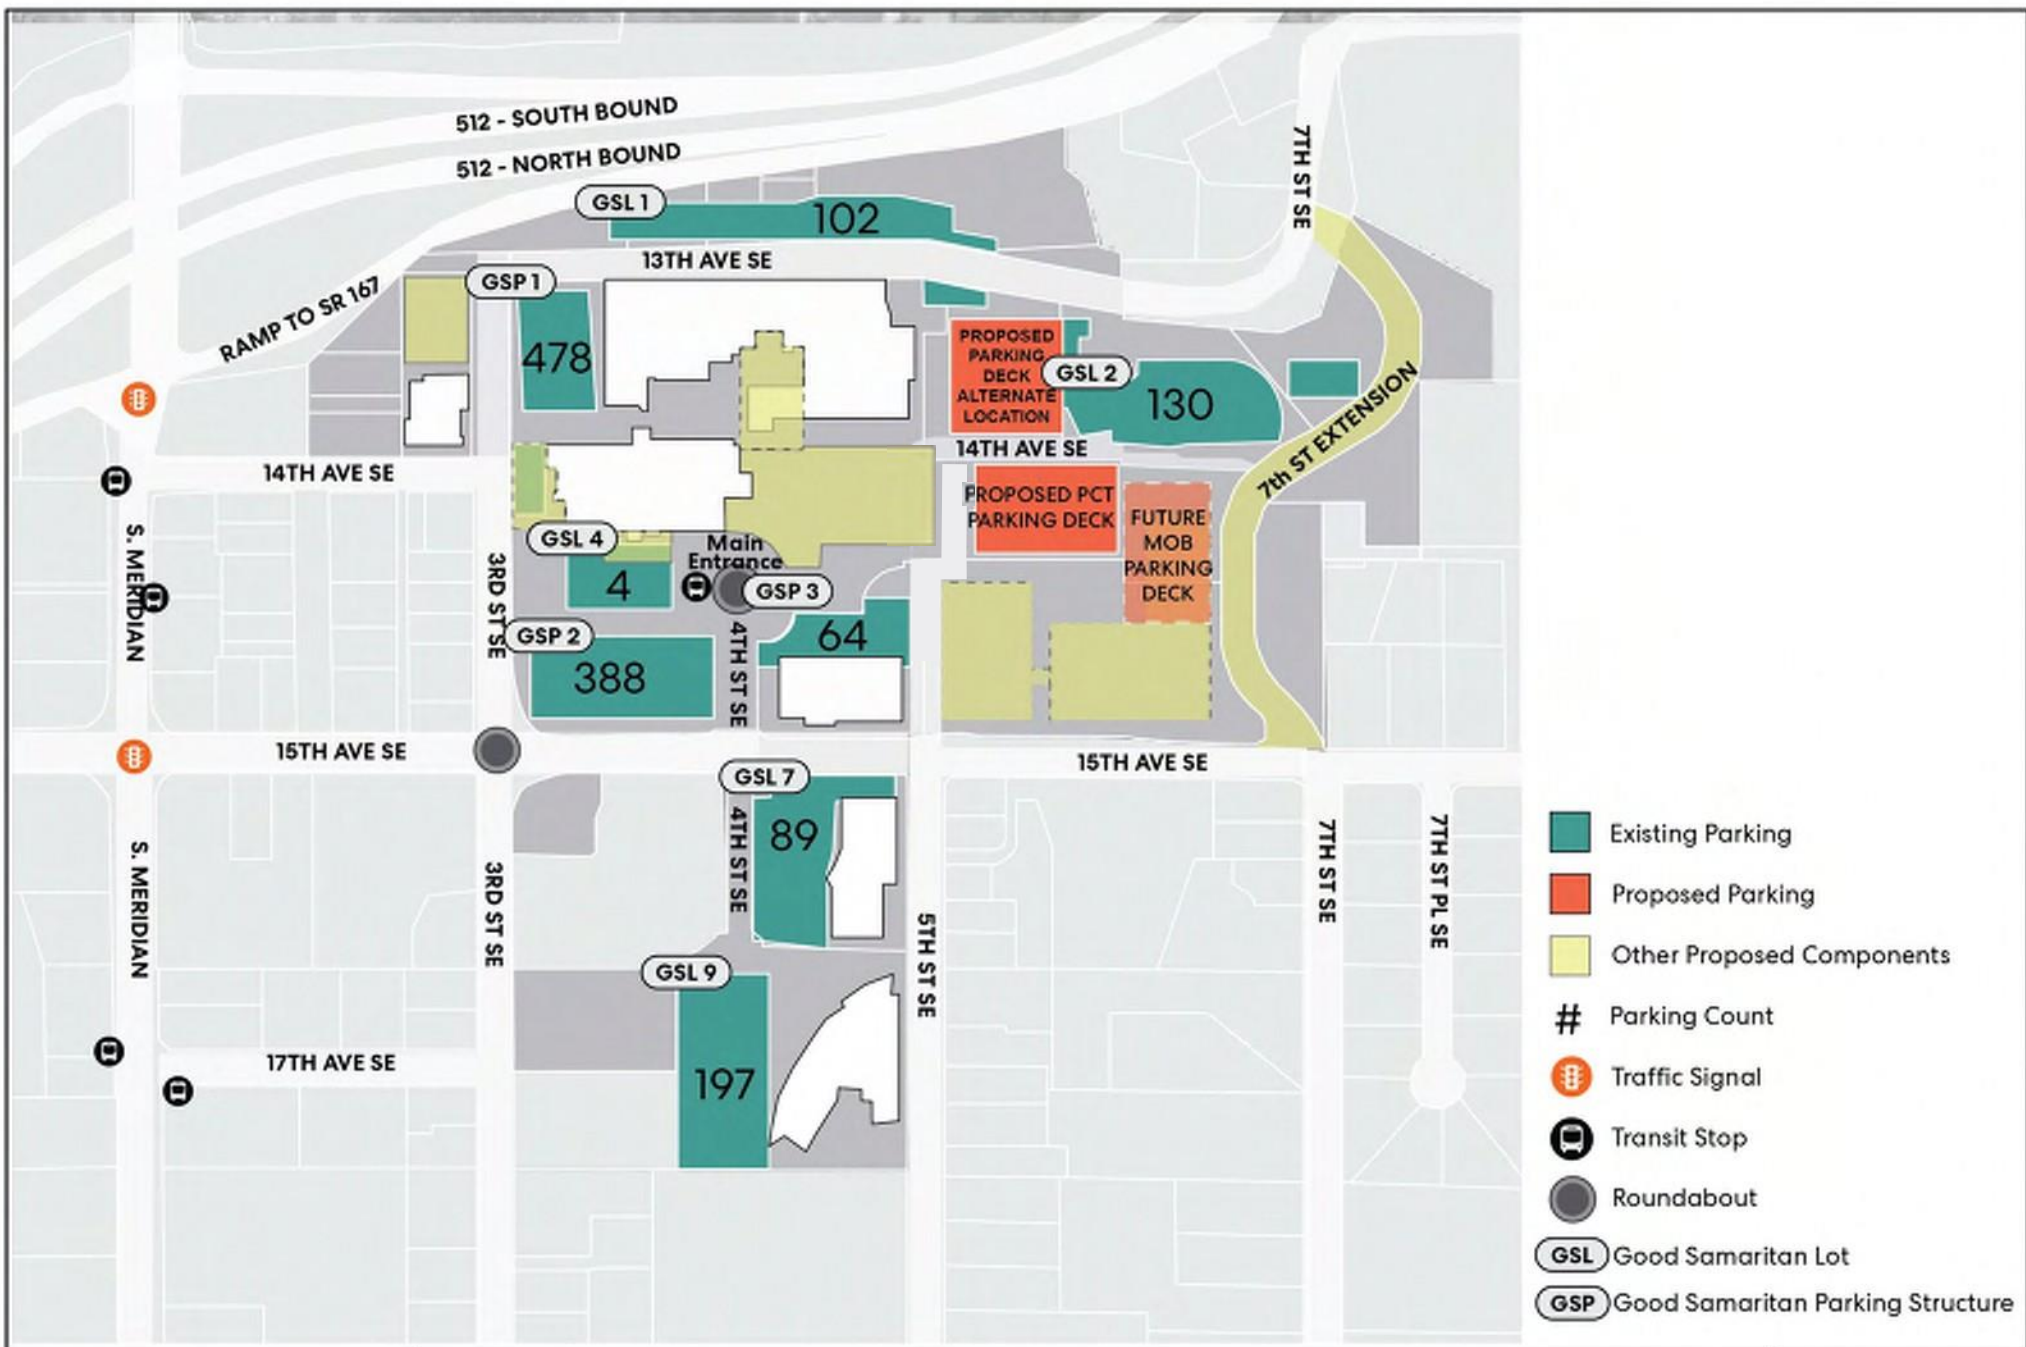 512 - SOUTH BOUND
512 - NORTH BOUND
7TH ST SE
GSL 1
102
13TH AVE SE
GSP 1
RAMP TO SR 167
478
PROPOSED
PARKING
DECK
ALTERNATE
LOCATION
GSL 2
130
7th ST EXTENSION
14TH AVE SE
14TH AVE SE
PROPOSED PCT
PARKING DECK
FUTURE
MOB
PARKING
DECK
S. MERIDIAN
3RD ST SE
GSL 4
4
Main
Entrance
GSP 3
GSP 2
388
4TH ST SE
64
15TH AVE SE
15TH AVE SE
GSL 7
89
4TH ST SE
S. MERIDIAN
3RD ST SE
5TH ST SE
7TH ST SE
7TH ST PL SE
GSL 9
197
17TH AVE SE
Existing Parking
Proposed Parking
Other Proposed Components
# Parking Count
Traffic Signal
Transit Stop
Roundabout
GSL Good Samaritan Lot
GSP Good Samaritan Parking Structure